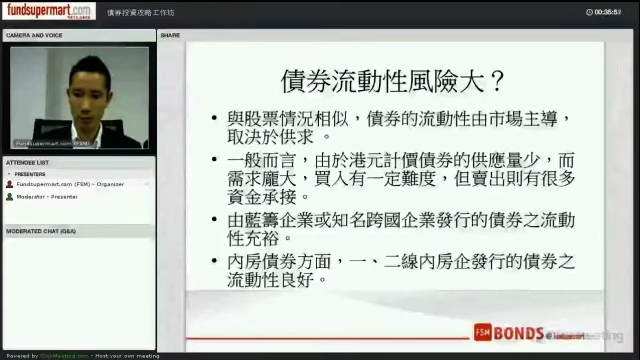 fundsupermart.com
債券投資攻略工作坊
CAMERA AND VOICE
SHARE
Fundsupermart.com (FSM)
ATTENDEE LIST
PRESENTERS
Fundsupermart.com (FSM) - Organizer
Moderator - Presenter
MODERATED CHAT (Q&A)
債券流動性風險大？
• 與股票情況相似，債券的流動性由市場主導，
取決於供求 。
• 一般而言，由於港元計價債券的供應量少，而
需求龐大，買入有一定難度，但賣出則有很多
資金承接。
• 由藍籌企業或知名跨國企業發行的債券之流動
性充裕。
• 內房債券方面，一、二線內房企發行的債券之
流動性良好。
FSM BONDS
Host your own meeting